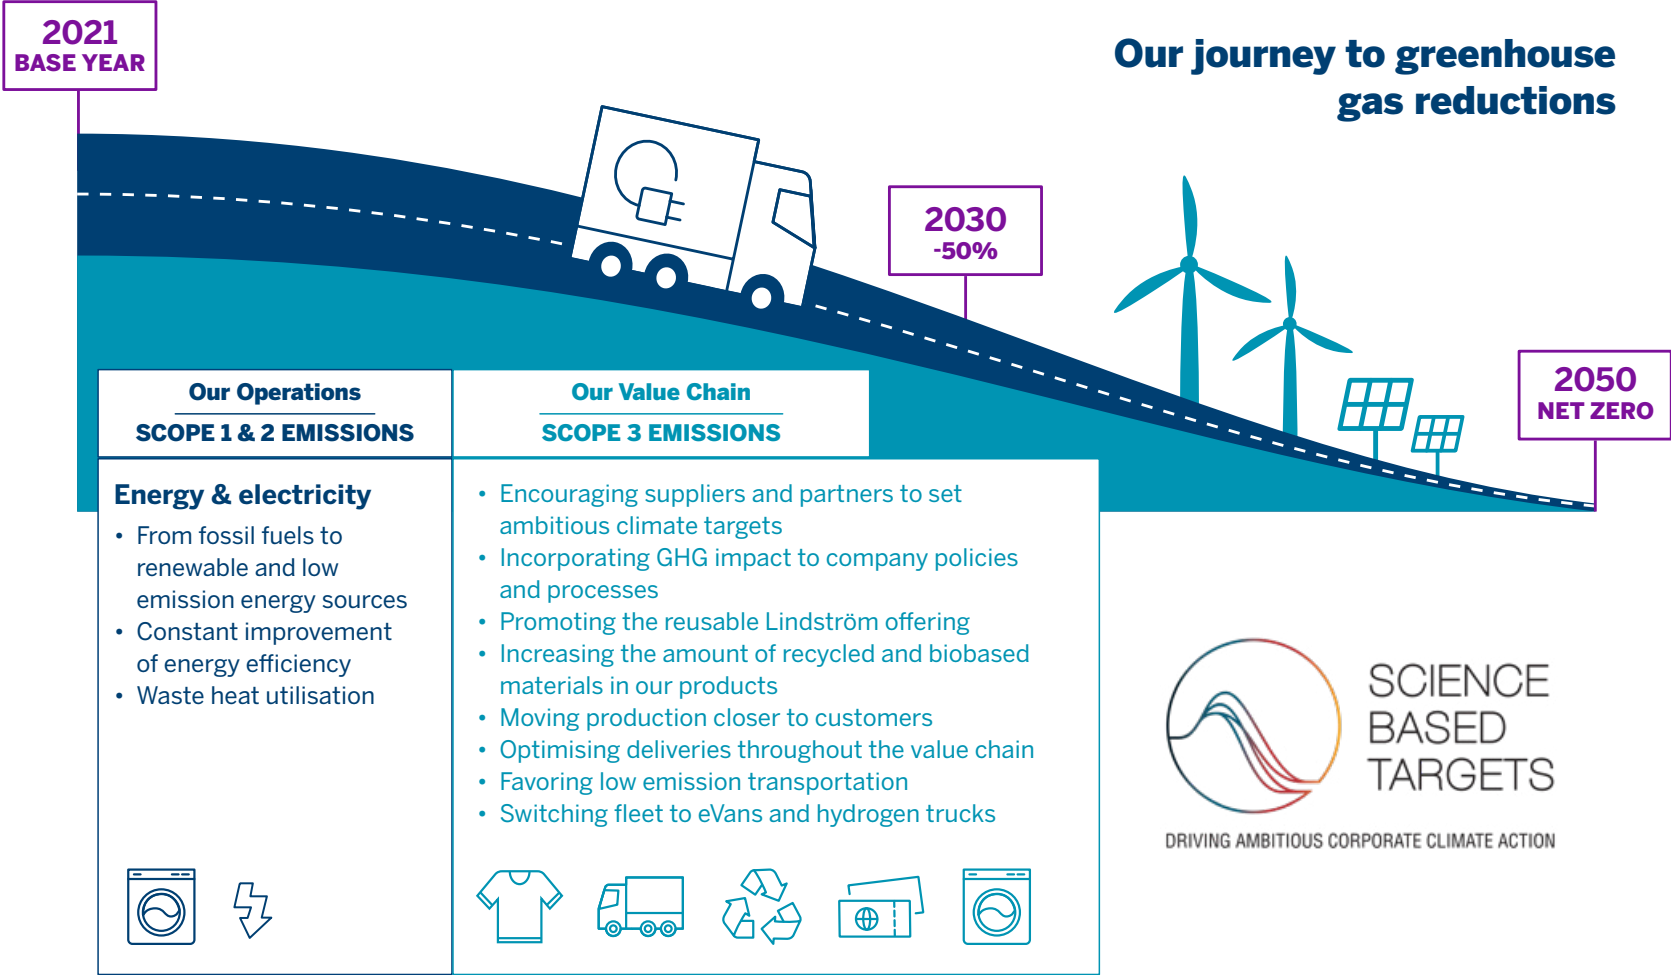 2021
BASE YEAR
Our journey to greenhouse
gas reductions
2030
-50%
2050
NET ZERO
Our Operations
SCOPE 1 & 2 EMISSIONS
Energy & electricity
• From fossil fuels to
renewable and low
emission energy sources
• Constant improvement
of energy efficiency
• Waste heat utilisation
Our Value Chain
SCOPE 3 EMISSIONS
• Encouraging suppliers and partners to set
ambitious climate targets
• Incorporating GHG impact to company policies
and processes
• Promoting the reusable Lindström offering
• Increasing the amount of recycled and biobased
materials in our products
• Moving production closer to customers
• Optimising deliveries throughout the value chain
• Favoring low emission transportation
• Switching fleet to eVans and hydrogen trucks
SCIENCE
BASED
TARGETS
DRIVING AMBITIOUS CORPORATE CLIMATE ACTION